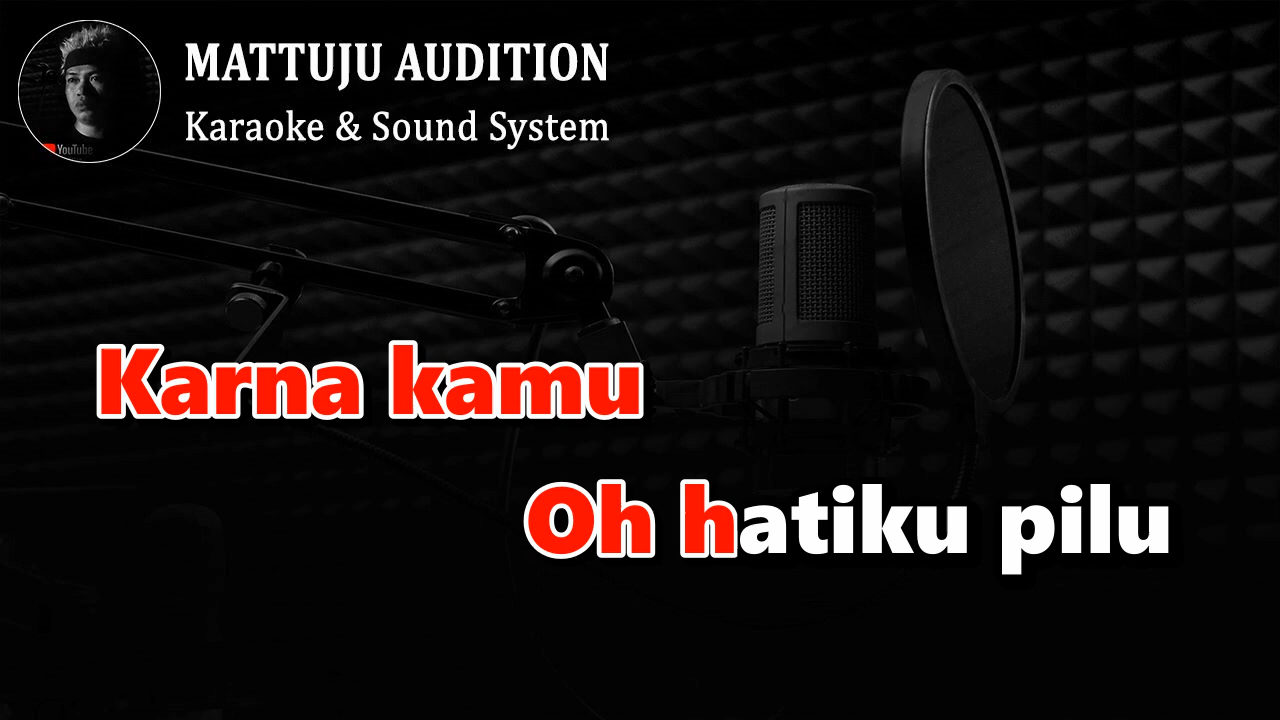 MATTUJU AUDITION
Karaoke & Sound System
YouTube
Karna kamu
Oh hatiku pilu